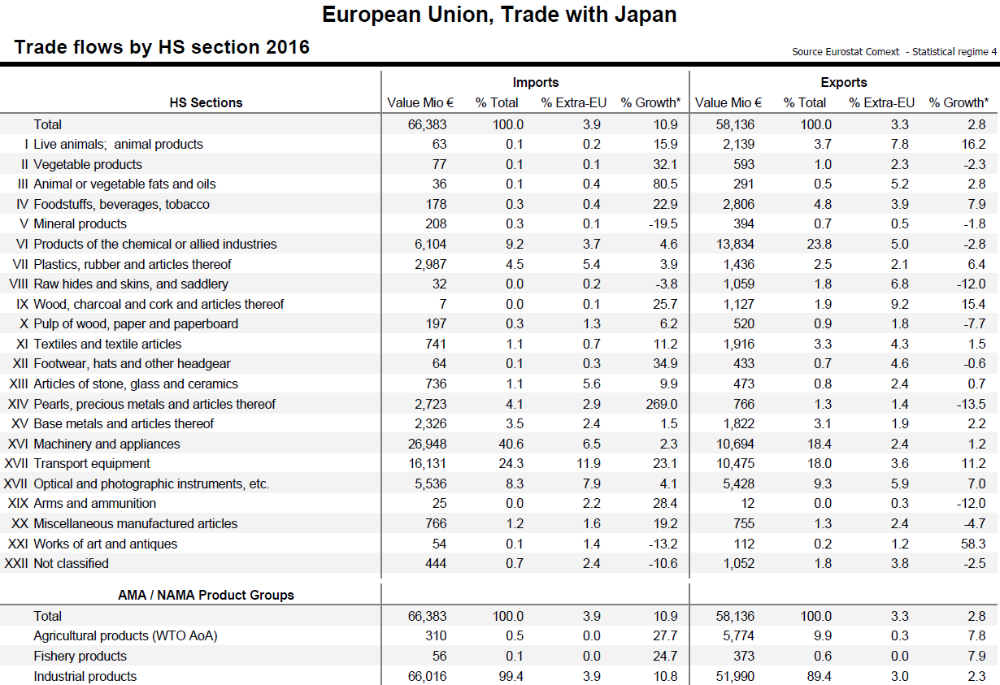 European Union, Trade with Japan
Trade flows by HS section 2016
Source Eurostat Comext - Statistical regime 4
Imports Exports
HS Sections Value Mio € % Total % Extra-EU % Growth* Value Mio € % Total % Extra-EU % Growth*
Total 66,383 100.0 3.9 10.9 58,136 100.0 3.3 2.8
I Live animals; animal products 63 0.1 0.2 15.9 2,139 3.7 7.8 16.2
II Vegetable products 77 0.1 0.1 32.1 593 1.0 2.3 -2.3
III Animal or vegetable fats and oils 36 0.1 0.4 80.5 291 0.5 5.2 2.8
IV Foodstuffs, beverages, tobacco 178 0.3 0.4 22.9 2,806 4.8 3.9 7.9
V Mineral products 208 0.3 0.1 -19.5 394 0.7 0.5 -1.8
VI Products of the chemical or allied industries 6,104 9.2 3.7 4.6 13,834 23.8 5.0 -2.8
VII Plastics, rubber and articles thereof 2,987 4.5 5.4 3.9 1,436 2.5 2.1 6.4
VIII Raw hides and skins, and saddlery 32 0.0 0.2 -3.8 1,059 1.8 6.8 -12.0
IX Wood, charcoal and cork and articles thereof 7 0.0 0.1 25.7 1,127 1.9 9.2 15.4
X Pulp of wood, paper and paperboard 197 0.3 1.3 6.2 520 0.9 1.8 -7.7
XI Textiles and textile articles 741 1.1 0.7 11.2 1,916 3.3 4.3 1.5
XII Footwear, hats and other headgear 64 0.1 0.3 34.9 433 0.7 4.6 -0.6
XIII Articles of stone, glass and ceramics 736 1.1 5.6 9.9 473 0.8 2.4 0.7
XIV Pearls, precious metals and articles thereof 2,723 4.1 2.9 269.0 766 1.3 1.4 -13.5
XV Base metals and articles thereof 2,326 3.5 2.4 1.5 1,822 3.1 1.9 2.2
XVI Machinery and appliances 26,948 40.6 6.5 2.3 10,694 18.4 2.4 1.2
XVII Transport equipment 16,131 24.3 11.9 23.1 10,475 18.0 3.6 11.2
XVII Optical and photographic instruments, etc. 5,536 8.3 7.9 4.1 5,428 9.3 5.9 7.0
XIX Arms and ammunition 25 0.0 2.2 28.4 12 0.0 0.3 -12.0
XX Miscellaneous manufactured articles 766 1.2 1.6 19.2 755 1.3 2.4 -4.7
XXI Works of art and antiques 54 0.1 1.4 -13.2 112 0.2 1.2 58.3
XXII Not classified 444 0.7 2.4 -10.6 1,052 1.8 3.8 -2.5
AMA / NAMA Product Groups
Total 66,383 100.0 3.9 10.9 58,136 100.0 3.3 2.8
Agricultural products (WTO AoA) 310 0.5 0.0 27.7 5,774 9.9 0.3 7.8
Fishery products 56 0.1 0.0 24.7 373 0.6 0.0 7.9
Industrial products 66,016 99.4 3.9 10.8 51,990 89.4 3.0 2.3